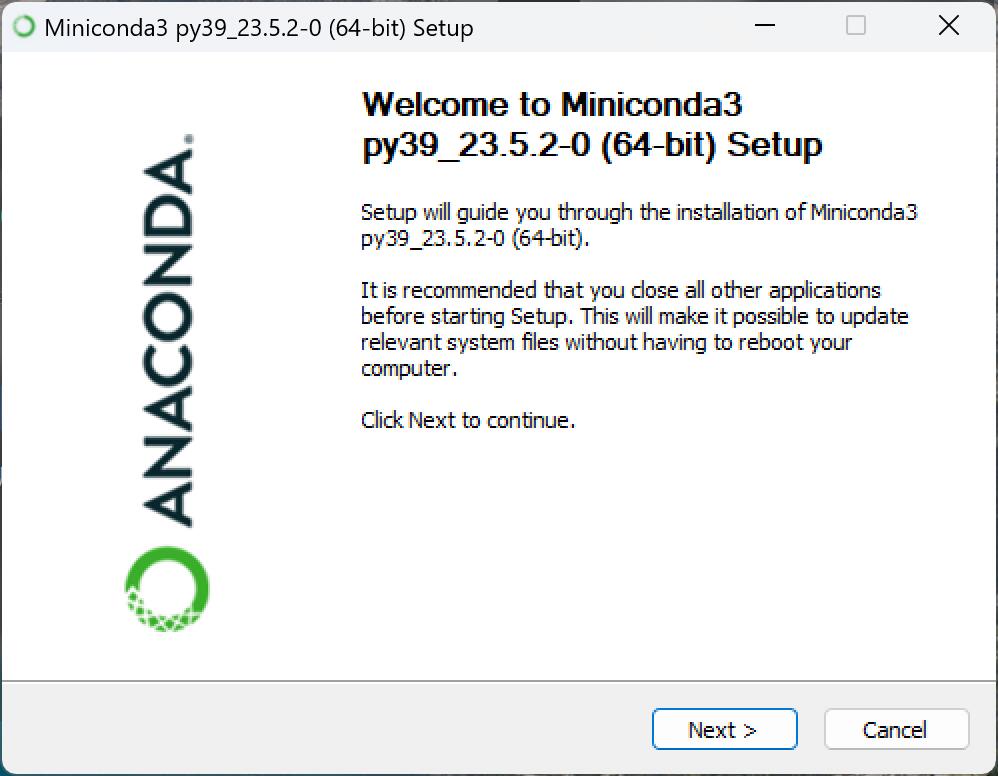 Miniconda3 py39_23.5.2-0 (64-bit) Setup
ANACONDA.
Welcome to Miniconda3
py39_23.5.2-0 (64-bit) Setup
Setup will guide you through the installation of Miniconda3
py39_23.5.2-0 (64-bit).
It is recommended that you close all other applications
before starting Setup. This will make it possible to update
relevant system files without having to reboot your
computer.
Click Next to continue.
Next >
Cancel